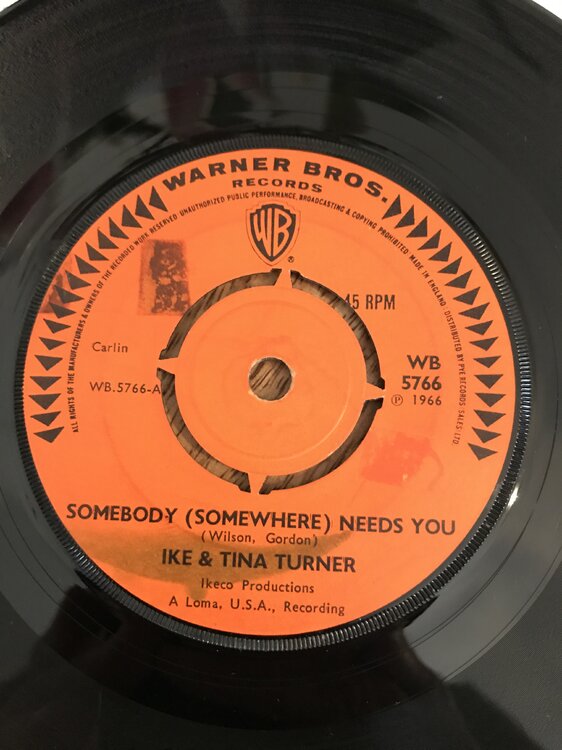 WARNER BROS.
RECORDS
ALL RIGHTS OF THE MANUFACTURERS & OWNERS OF THE RECORDED WORK RESERVED UNAUTHORIZED PUBLIC PERFORMANCE, BROADCASTING & COPYING PROHIBITED. MADE IN ENGLAND. DISTRIBUTED BY PYE RECORDS SALES LTD.
WB
®
45 RPM
Carlin
WB.5766-A
WB
5766
℗ 1966
SOMEBODY (SOMEWHERE) NEEDS YOU
(Wilson, Gordon)
IKE & TINA TURNER
Ikeco Productions
A Loma, U.S.A., Recording